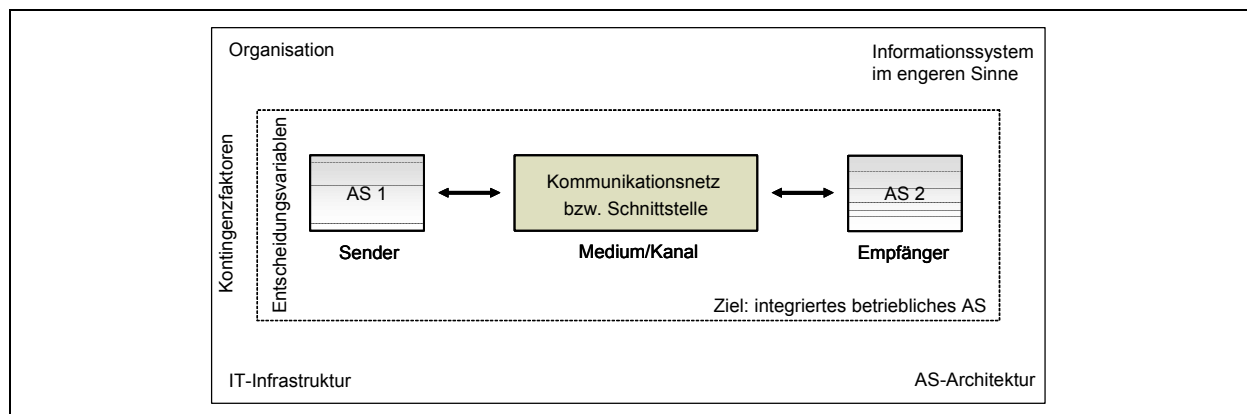 Organisation
Informationssystem
im engeren Sinne
Kontingenzfaktoren
Entscheidungsvariablen
AS 1
Kommunikationsnetz
bzw. Schnittstelle
AS 2
Sender
Medium/Kanal
Empfänger
Ziel: integriertes betriebliches AS
IT-Infrastruktur
AS-Architektur